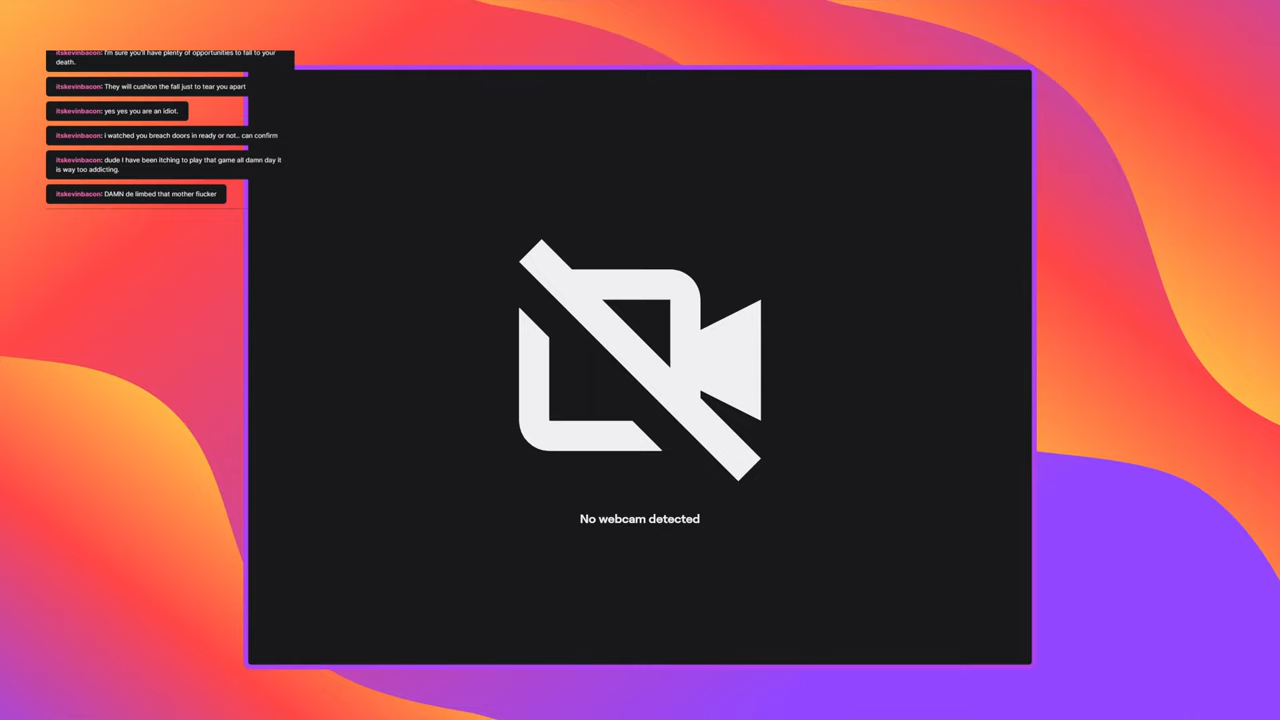 itskevinbacon: I'm sure you'll have plenty of opportunities to fall to your
death.
itskevinbacon: They will cushion the fall just to tear you apart
itskevinbacon: yes yes you are an idiot.
itskevinbacon: i watched you breach doors in ready or not.. can confirm
itskevinbacon: dude I have been itching to play that game all damn day it
is way too addicting.
itskevinbacon: DAMN de limbed that mother fiucker
No webcam detected